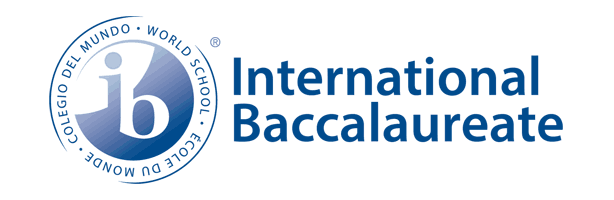 COLEGIO DEL MUNDO · WORLD SCHOOL · ÉCOLE DU MONDE ·
ib
®
International
Baccalaureate